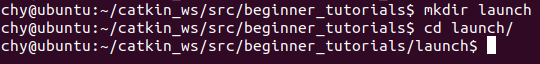 chy@ubuntu:~/catkin_ws/src/beginner_tutorials$ mkdir launch
chy@ubuntu:~/catkin_ws/src/beginner_tutorials$ cd launch/
chy@ubuntu:~/catkin_ws/src/beginner_tutorials/launch$